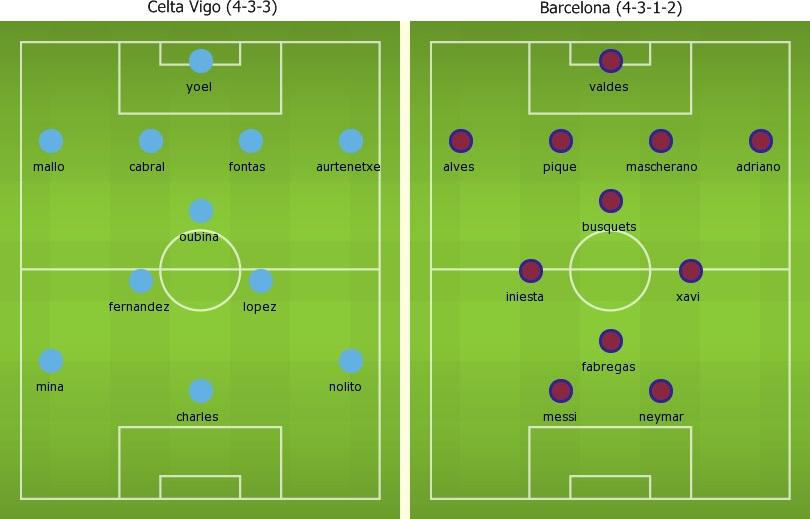 Celta Vigo (4-3-3)
yoel
mallo cabral fontas aurtenetxe
oubina
fernandez lopez
mina nolito
charles
Barcelona (4-3-1-2)
valdes
alves pique mascherano adriano
busquets
iniesta xavi
fabregas
messi neymar